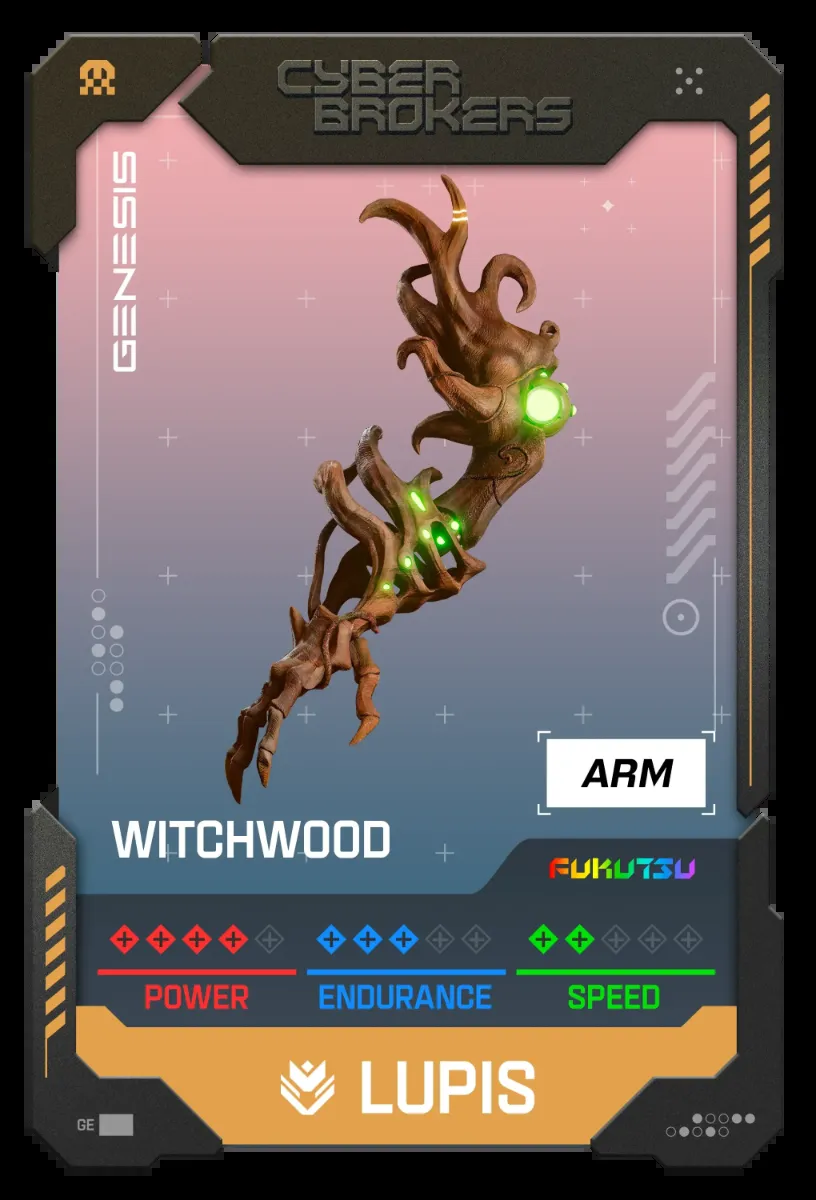 CYBER
BROKERS
GENESIS
ARM
WITCHWOOD
FUKUTSU
POWER
ENDURANCE
SPEED
LUPIS
GE